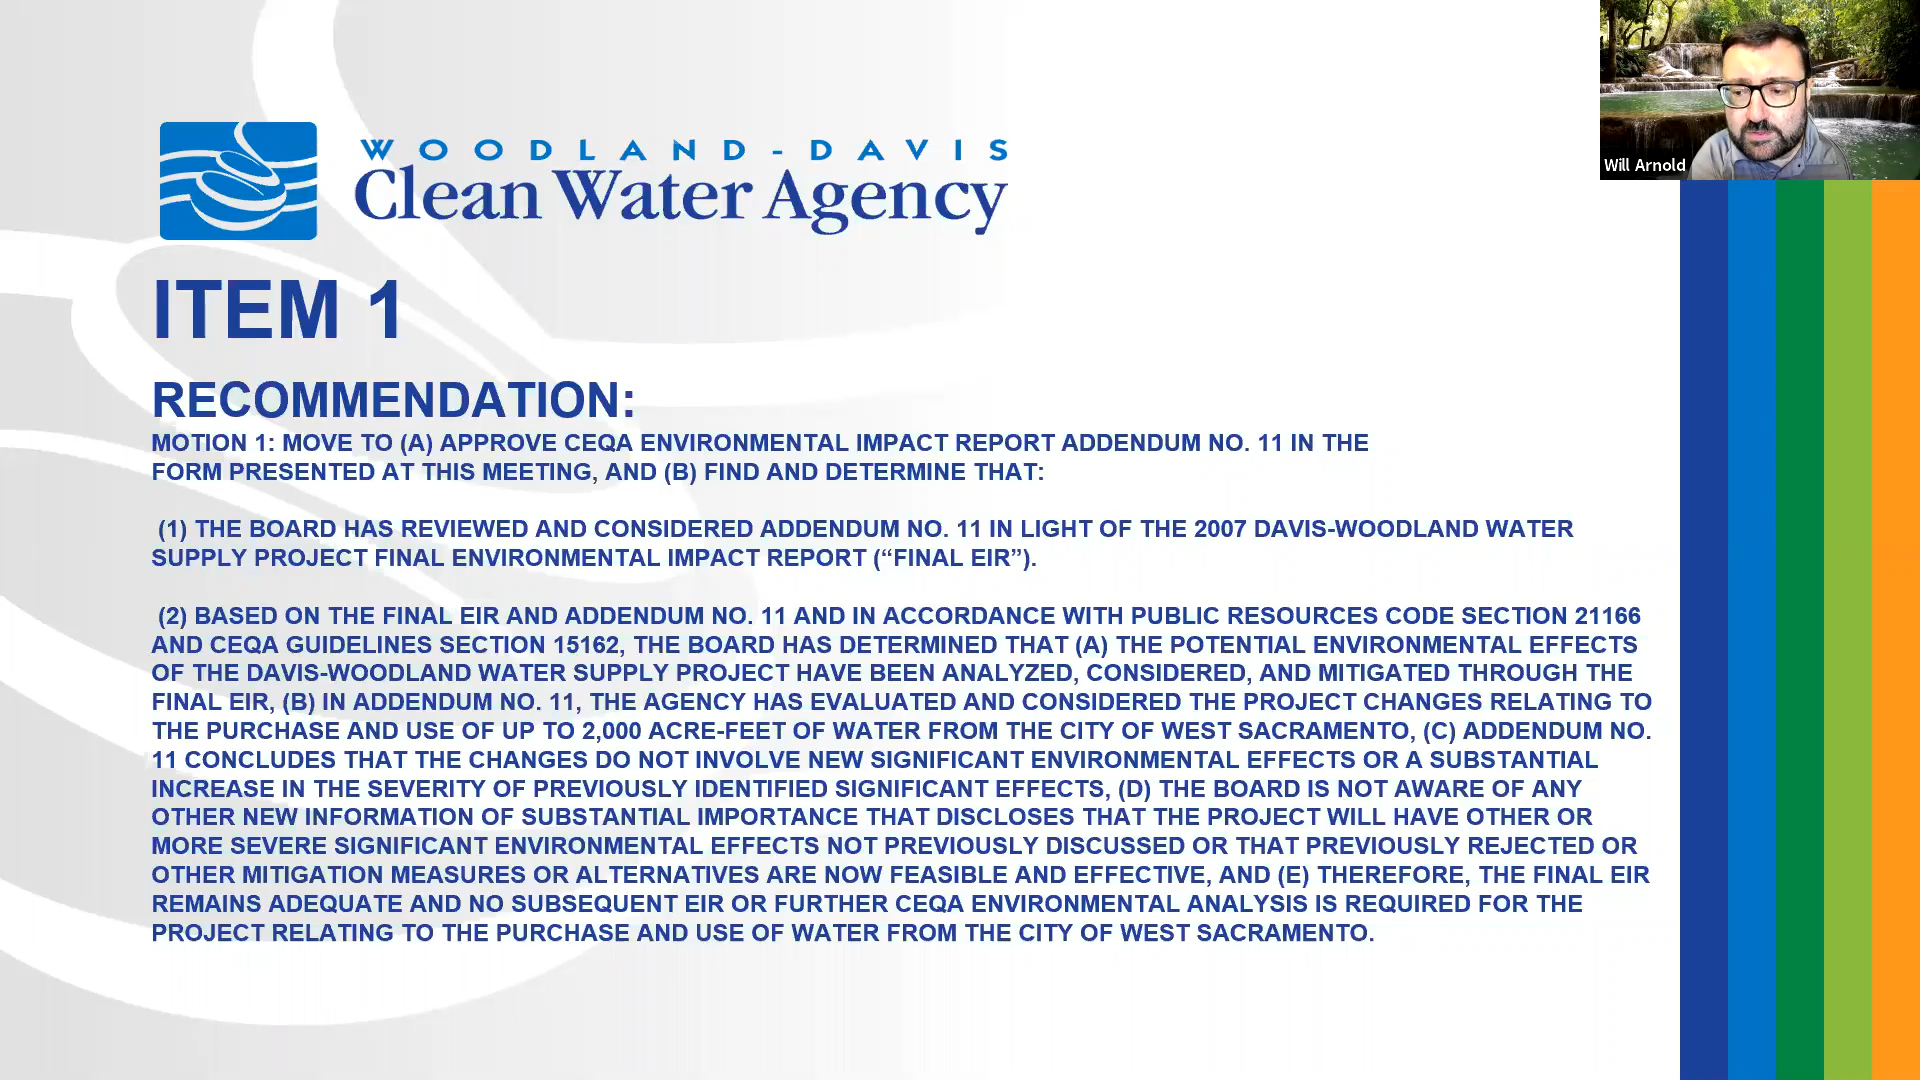 Will Arnold
WOODLAND-DAVIS
Clean Water Agency
ITEM 1
RECOMMENDATION:
MOTION 1: MOVE TO (A) APPROVE CEQA ENVIRONMENTAL IMPACT REPORT ADDENDUM NO. 11 IN THE
FORM PRESENTED AT THIS MEETING, AND (B) FIND AND DETERMINE THAT:
(1) THE BOARD HAS REVIEWED AND CONSIDERED ADDENDUM NO. 11 IN LIGHT OF THE 2007 DAVIS-WOODLAND WATER
SUPPLY PROJECT FINAL ENVIRONMENTAL IMPACT REPORT (“FINAL EIR”).
(2) BASED ON THE FINAL EIR AND ADDENDUM NO. 11 AND IN ACCORDANCE WITH PUBLIC RESOURCES CODE SECTION 21166
AND CEQA GUIDELINES SECTION 15162, THE BOARD HAS DETERMINED THAT (A) THE POTENTIAL ENVIRONMENTAL EFFECTS
OF THE DAVIS-WOODLAND WATER SUPPLY PROJECT HAVE BEEN ANALYZED, CONSIDERED, AND MITIGATED THROUGH THE
FINAL EIR, (B) IN ADDENDUM NO. 11, THE AGENCY HAS EVALUATED AND CONSIDERED THE PROJECT CHANGES RELATING TO
THE PURCHASE AND USE OF UP TO 2,000 ACRE-FEET OF WATER FROM THE CITY OF WEST SACRAMENTO, (C) ADDENDUM NO.
11 CONCLUDES THAT THE CHANGES DO NOT INVOLVE NEW SIGNIFICANT ENVIRONMENTAL EFFECTS OR A SUBSTANTIAL
INCREASE IN THE SEVERITY OF PREVIOUSLY IDENTIFIED SIGNIFICANT EFFECTS, (D) THE BOARD IS NOT AWARE OF ANY
OTHER NEW INFORMATION OF SUBSTANTIAL IMPORTANCE THAT DISCLOSES THAT THE PROJECT WILL HAVE OTHER OR
MORE SEVERE SIGNIFICANT ENVIRONMENTAL EFFECTS NOT PREVIOUSLY DISCUSSED OR THAT PREVIOUSLY REJECTED OR
OTHER MITIGATION MEASURES OR ALTERNATIVES ARE NOW FEASIBLE AND EFFECTIVE, AND (E) THEREFORE, THE FINAL EIR
REMAINS ADEQUATE AND NO SUBSEQUENT EIR OR FURTHER CEQA ENVIRONMENTAL ANALYSIS IS REQUIRED FOR THE
PROJECT RELATING TO THE PURCHASE AND USE OF WATER FROM THE CITY OF WEST SACRAMENTO.